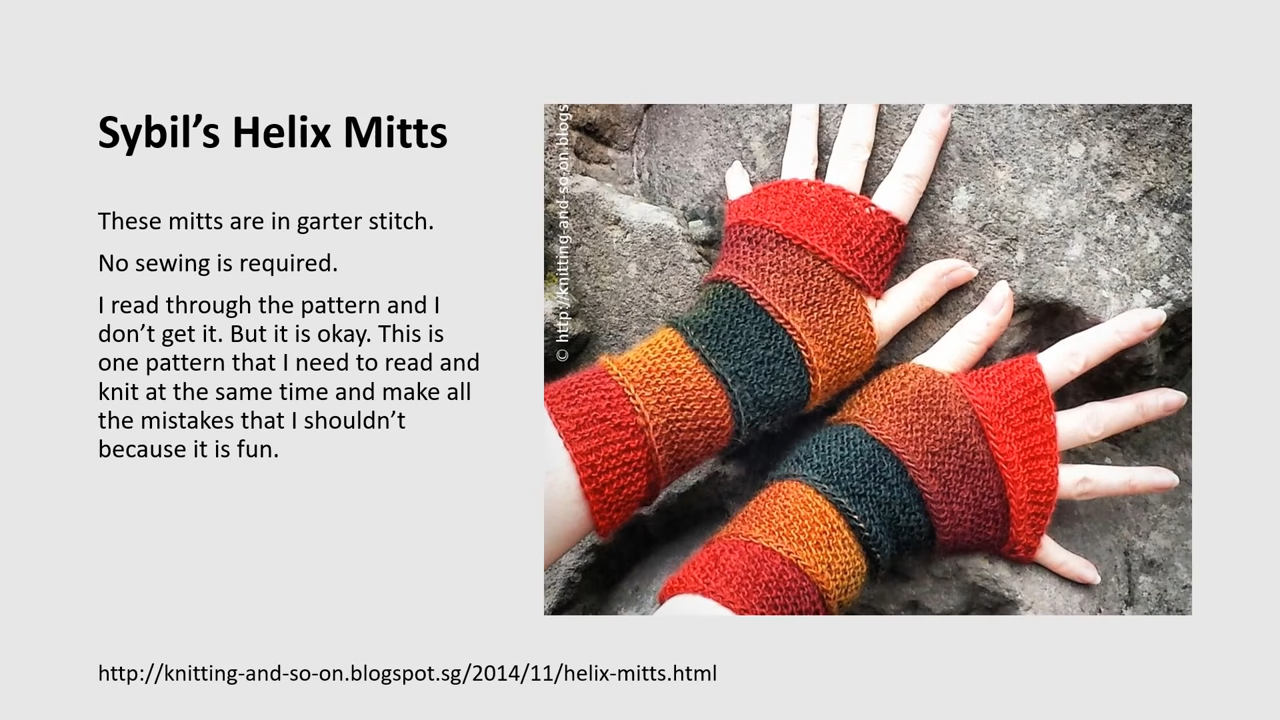 Sybil’s Helix Mitts
These mitts are in garter stitch.
No sewing is required.
I read through the pattern and I
don’t get it. But it is okay. This is
one pattern that I need to read and
knit at the same time and make all
the mistakes that I shouldn’t
because it is fun.
© http://knitting-and-so-on.blogs
http://knitting-and-so-on.blogspot.sg/2014/11/helix-mitts.html